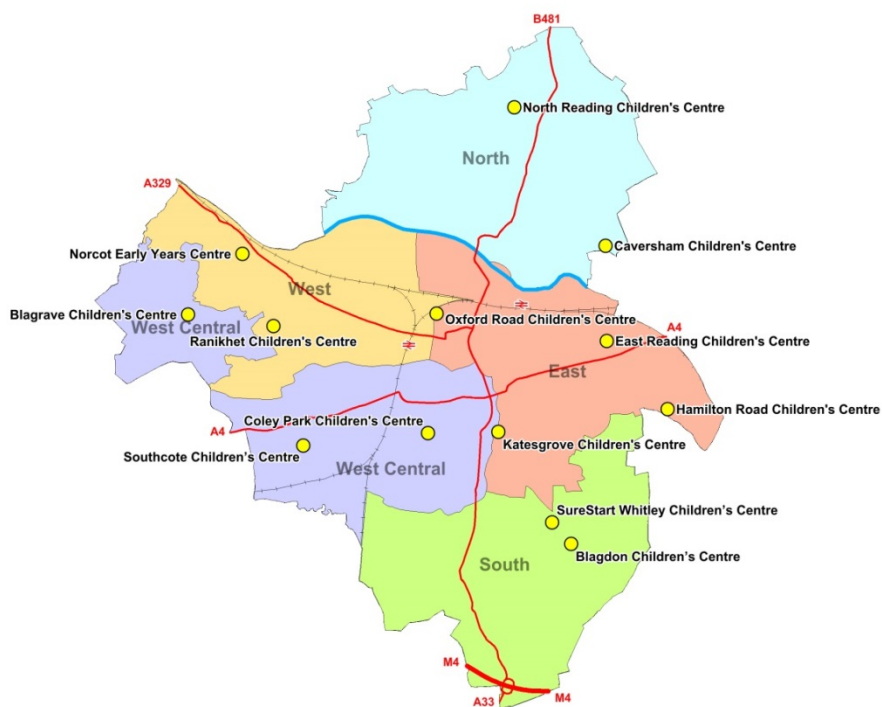 B481
North Reading Children's Centre
North
A329
Caversham Children's Centre
Norcot Early Years Centre
West
Blagrave Children's Centre
West Central
Oxford Road Children's Centre
A4
Ranikhet Children's Centre
East Reading Children's Centre
East
Hamilton Road Children's Centre
Coley Park Children's Centre
A4
Katesgrove Children's Centre
Southcote Children’s Centre
West Central
SureStart Whitley Children’s Centre
Blagdon Children’s Centre
South
M4
A33
M4